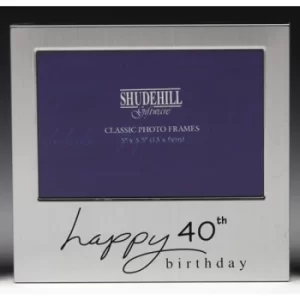 SHUDEHILL
Giftware
CLASSIC PHOTO FRAMES
happy 40th
birthday